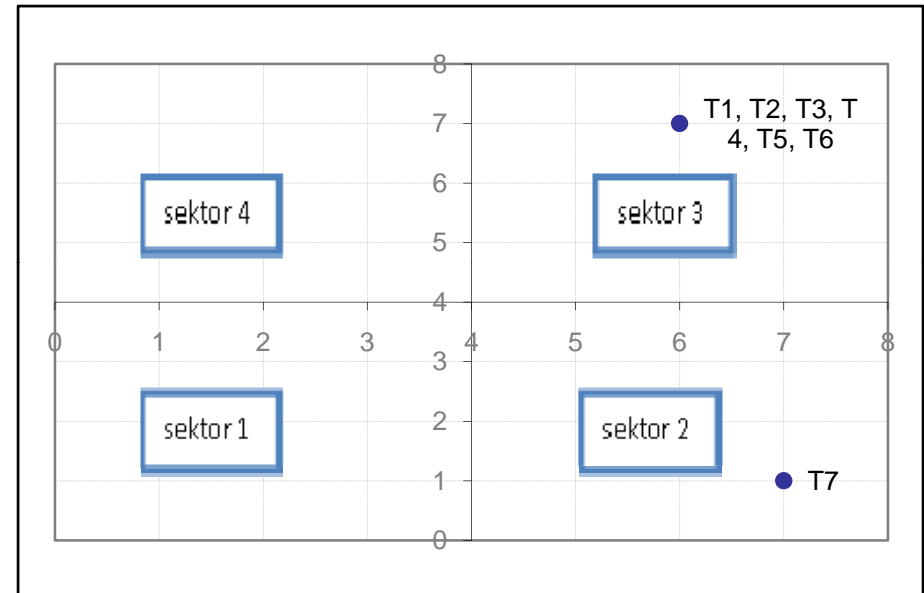 8
T1, T2, T3, T
4, T5, T6
7
6
sektor 4
sektor 3
5
4
0 1 2 3 4 5 6 7 8
3
sektor 1
2
sektor 2
1
T7
0